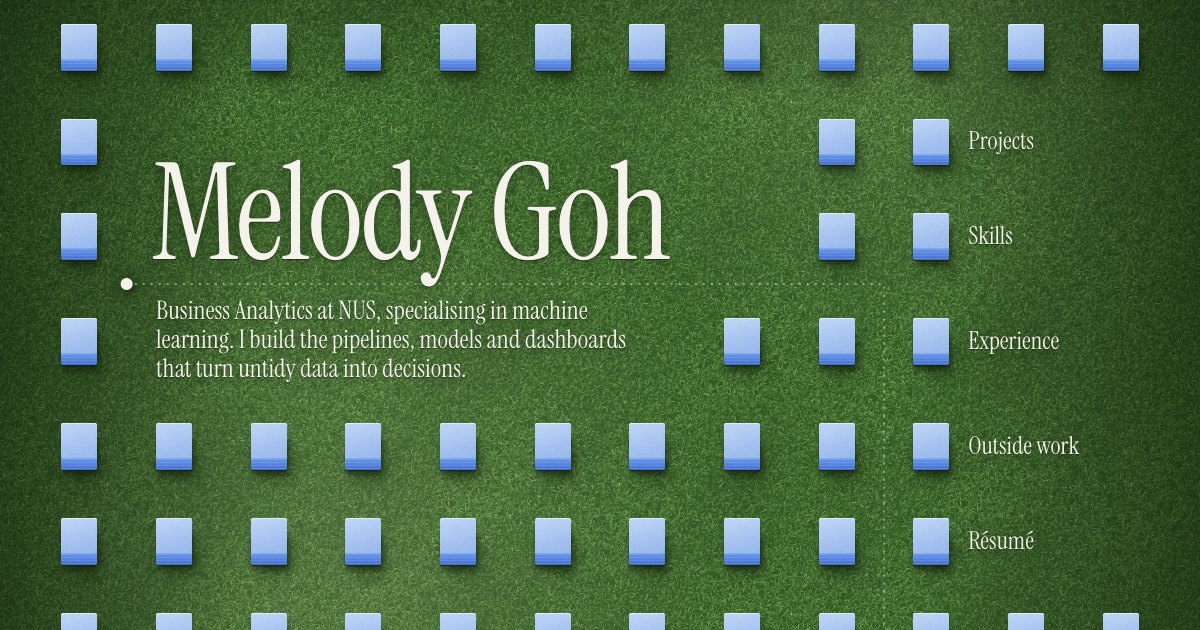 Melody Goh
Business Analytics at NUS, specialising in machine
learning. I build the pipelines, models and dashboards
that turn untidy data into decisions.
Projects
Skills
Experience
Outside work
Résumé